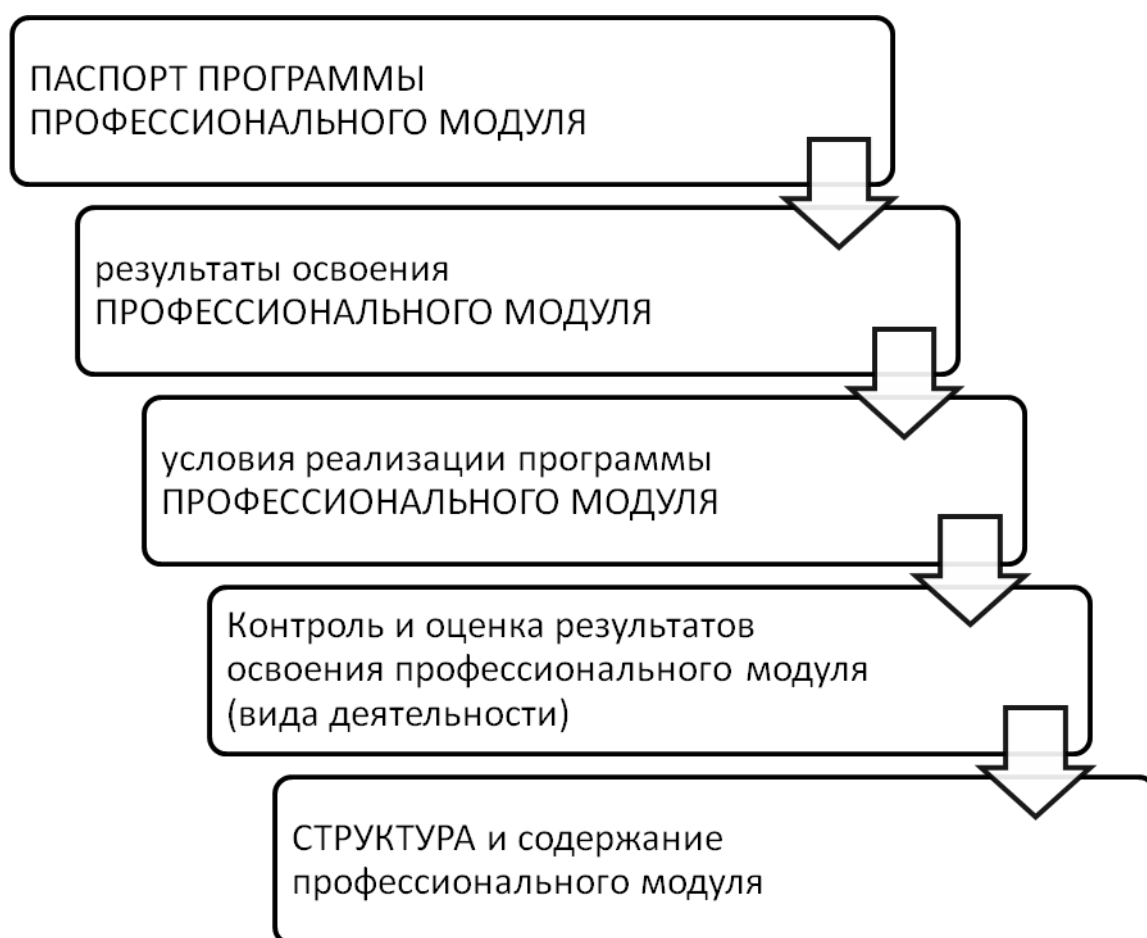 ПАСПОРТ ПРОГРАММЫ
ПРОФЕССИОНАЛЬНОГО МОДУЛЯ
результаты освоения
ПРОФЕССИОНАЛЬНОГО МОДУЛЯ
условия реализации программы
ПРОФЕССИОНАЛЬНОГО МОДУЛЯ
Контроль и оценка результатов
освоения профессионального модуля
(вида деятельности)
СТРУКТУРА и содержание
профессионального модуля